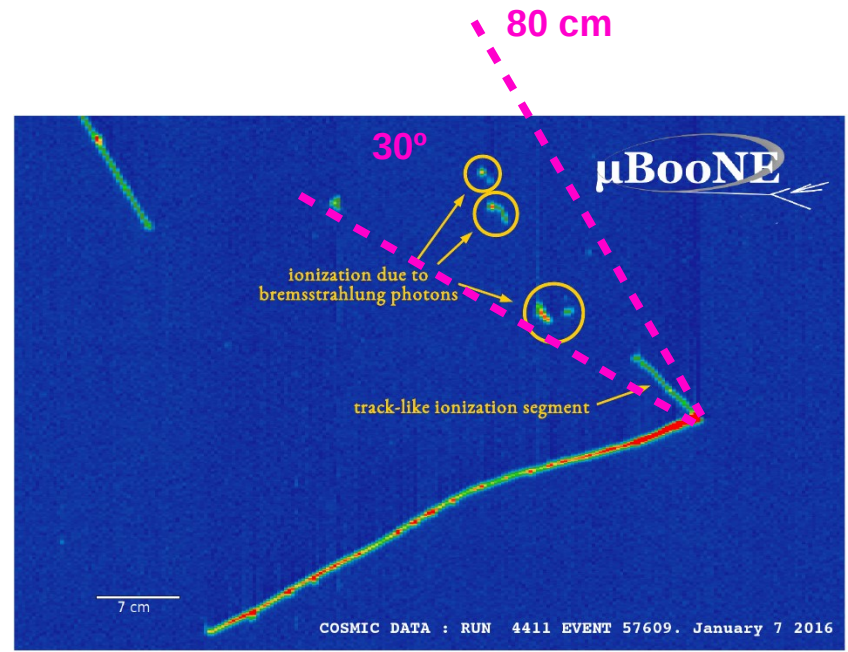 80 cm
30º
µBooNE
ionization due to
bremsstrahlung photons
track-like ionization segment
7 cm
COSMIC DATA : RUN 4411 EVENT 57609. January 7 2016